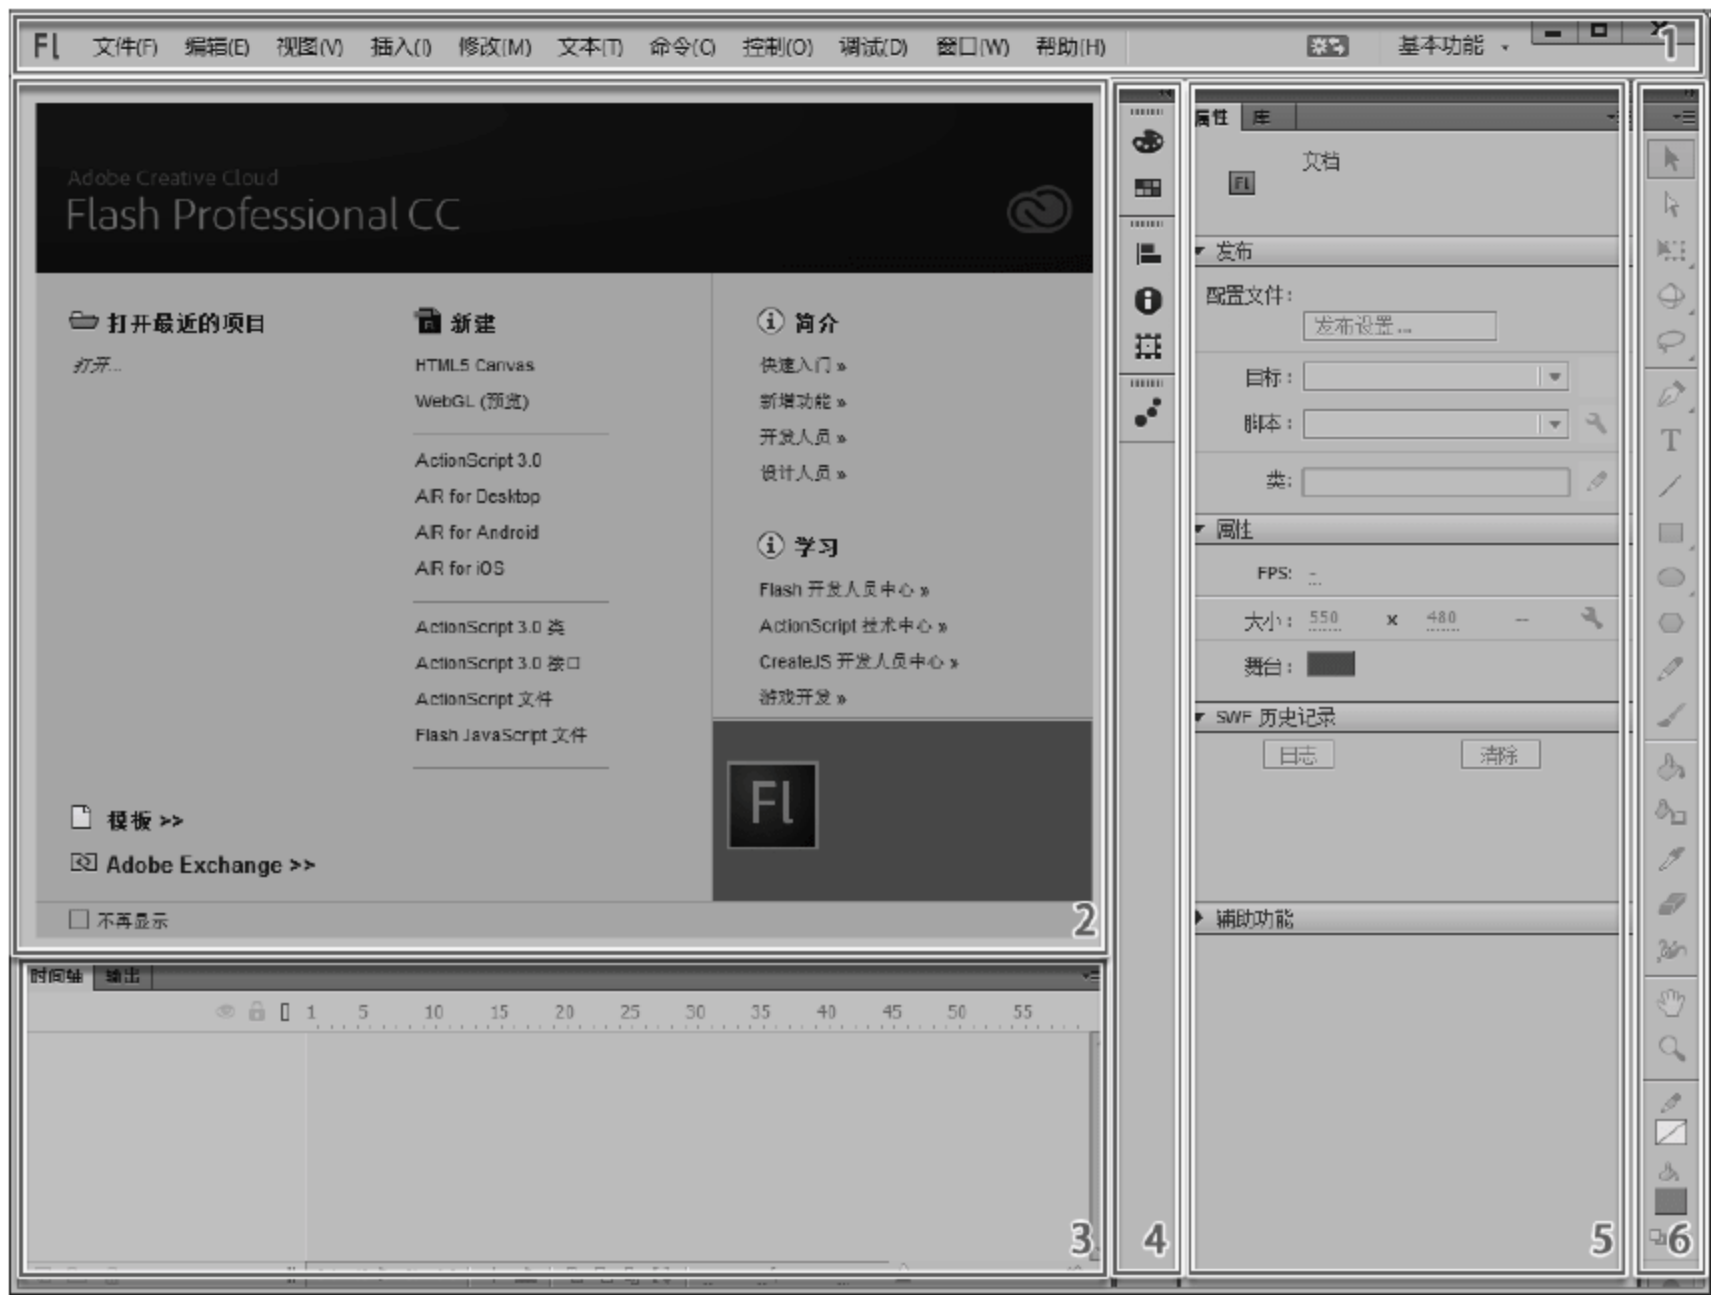 Fl 文件(F) 编辑(E) 视图(V) 插入(I) 修改(M) 文本(T) 命令(C) 控制(O) 调试(D) 窗口(W) 帮助(H) 基本功能
1
Adobe Creative Cloud
Flash Professional CC
打开最近的项目
打开...
新建
HTML5 Canvas
WebGL (预览)
ActionScript 3.0
AIR for Desktop
AIR for Android
AIR for iOS
ActionScript 3.0 类
ActionScript 3.0 接口
ActionScript 文件
Flash JavaScript 文件
简介
快速入门 »
新增功能 »
开发人员 »
设计人员 »
学习
Flash 开发人员中心 »
ActionScript 技术中心 »
CreateJS 开发人员中心 »
游戏开发 »
模板 >>
Adobe Exchange >>
Fl
不再显示
2
时间轴 输出
1 5 10 15 20 25 30 35 40 45 50 55
3
4
属性 库
文档
Fl
发布
配置文件:
发布设置...
目标:
脚本:
类:
属性
FPS: -
大小: 550 x 480
舞台:
SWF 历史记录
日志 清除
辅助功能
5
T
6